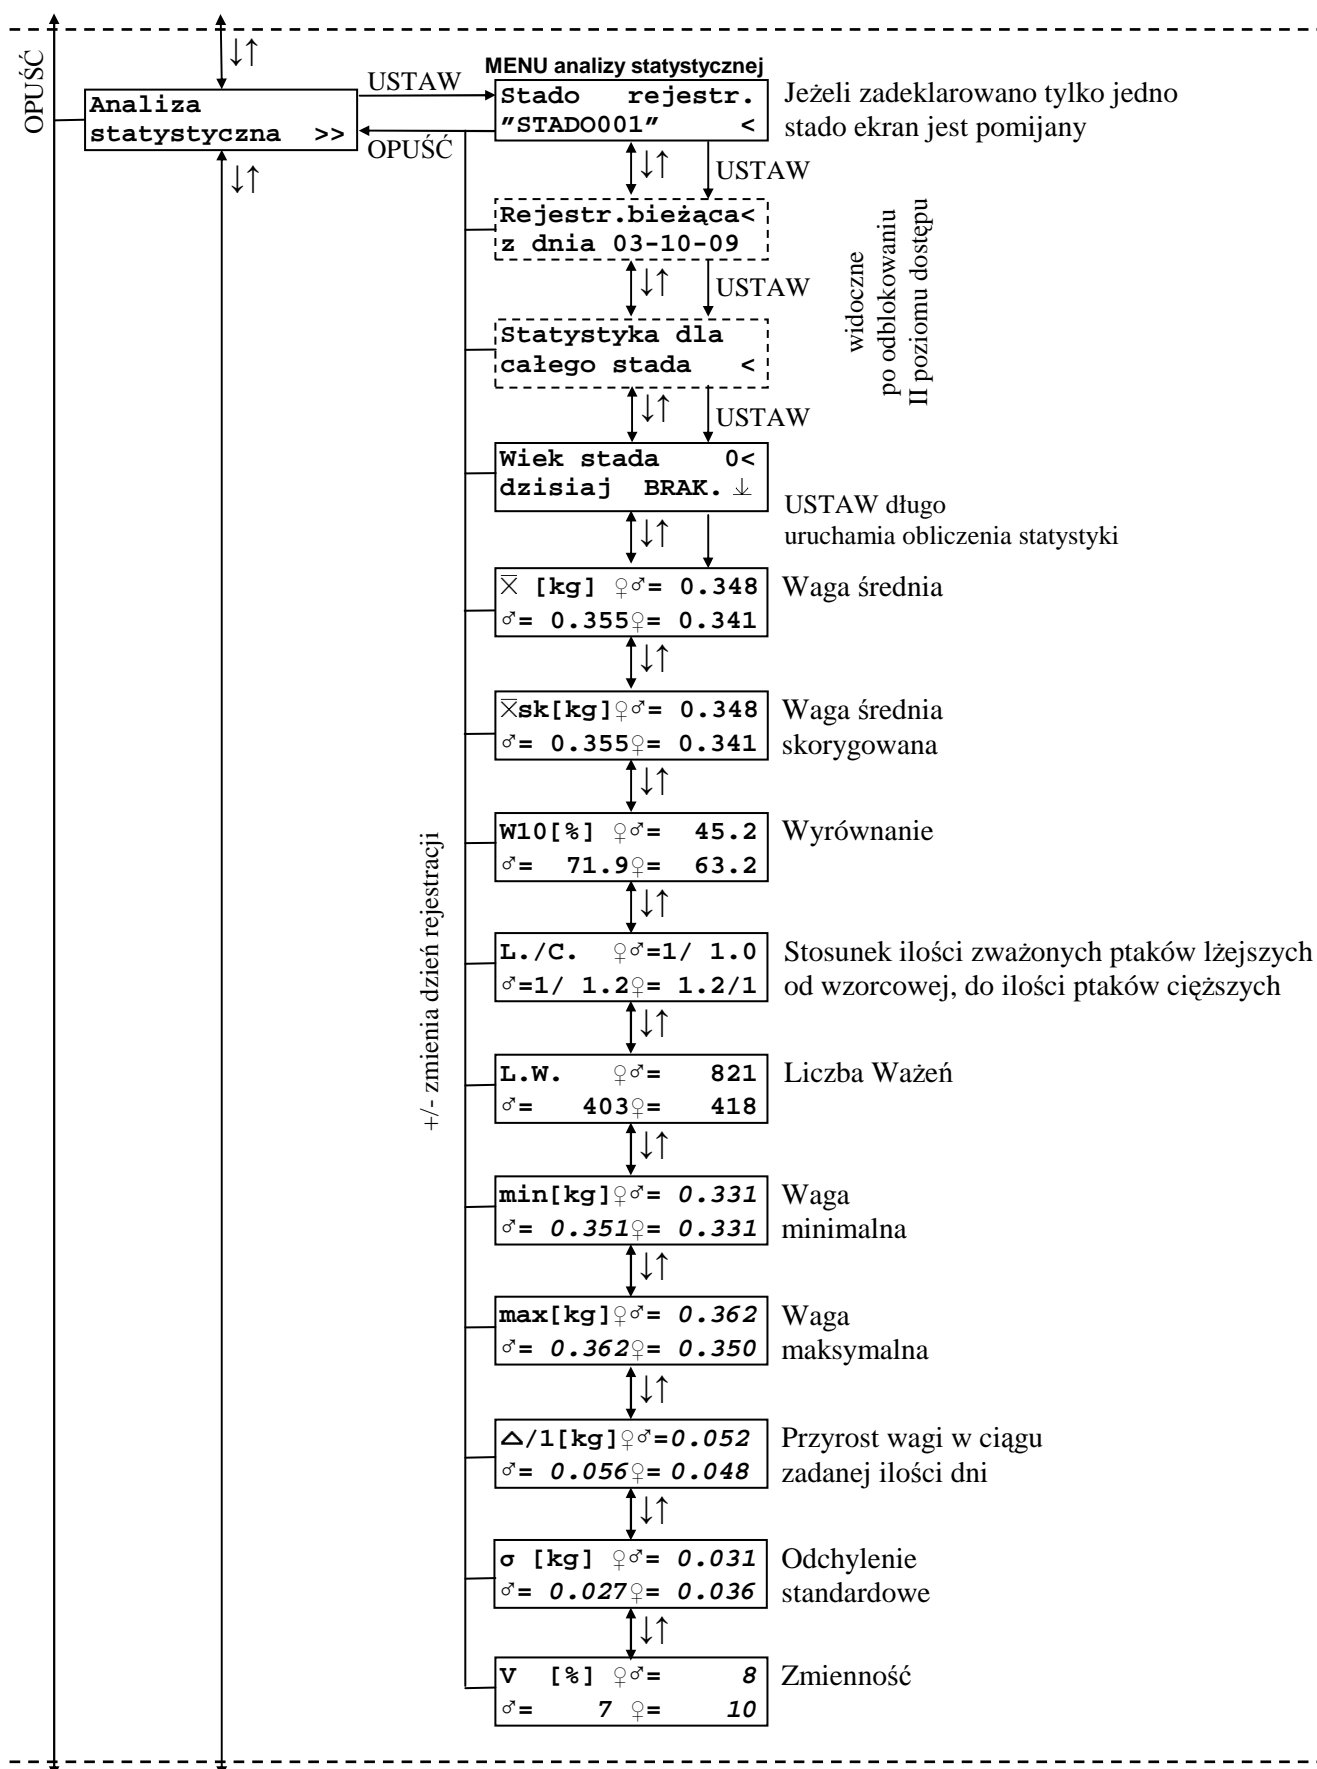 OPUŚĆ
↓↑
Analiza
statystyczna >>
↓↑
USTAW
OPUŚĆ
MENU analizy statystycznej
Stado rejestr.
"STADO001" <
Jeżeli zadeklarowano tylko jedno
stado ekran jest pomijany
↓↑ USTAW
Rejestr.bieżąca<
z dnia 03-10-09
↓↑ USTAW
Statystyka dla
całego stada <
↓↑ USTAW
widoczne
po odblokowaniu
II poziomu dostępu
Wiek stada 0<
dzisiaj BRAK. ↓
USTAW długo
uruchamia obliczenia statystyki
↓↑
X̅ [kg] ♀♂= 0.348
♂= 0.355♀= 0.341
Waga średnia
↓↑
X̅sk[kg]♀♂= 0.348
♂= 0.355♀= 0.341
Waga średnia
skorygowana
↓↑
W10[%] ♀♂= 45.2
♂= 71.9♀= 63.2
Wyrównanie
↓↑
+/- zmienia dzień rejestracji
L./C. ♀♂=1/ 1.0
♂=1/ 1.2♀= 1.2/1
Stosunek ilości zważonych ptaków lżejszych
od wzorcowej, do ilości ptaków cięższych
↓↑
L.W. ♀♂= 821
♂= 403♀= 418
Liczba Ważeń
↓↑
min[kg]♀♂= 0.331
♂= 0.351♀= 0.331
Waga
minimalna
↓↑
max[kg]♀♂= 0.362
♂= 0.362♀= 0.350
Waga
maksymalna
↓↑
△/1[kg]♀♂=0.052
♂= 0.056♀= 0.048
Przyrost wagi w ciągu
zadanej ilości dni
↓↑
σ [kg] ♀♂= 0.031
♂= 0.027♀= 0.036
Odchylenie
standardowe
↓↑
V [%] ♀♂= 8
♂= 7 ♀= 10
Zmienność